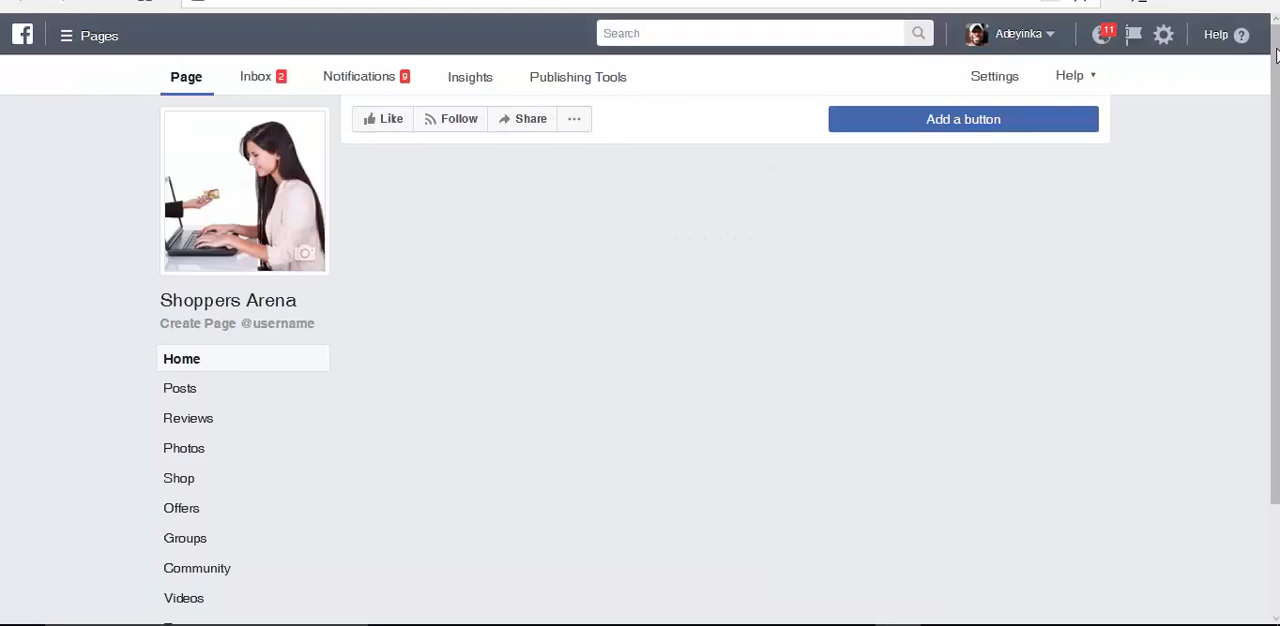 Pages
Search
Adeyinka
11
Help
Page
Inbox 2
Notifications 9
Insights
Publishing Tools
Settings
Help
Like
Follow
Share
Add a button
Shoppers Arena
Create Page @username
Home
Posts
Reviews
Photos
Shop
Offers
Groups
Community
Videos